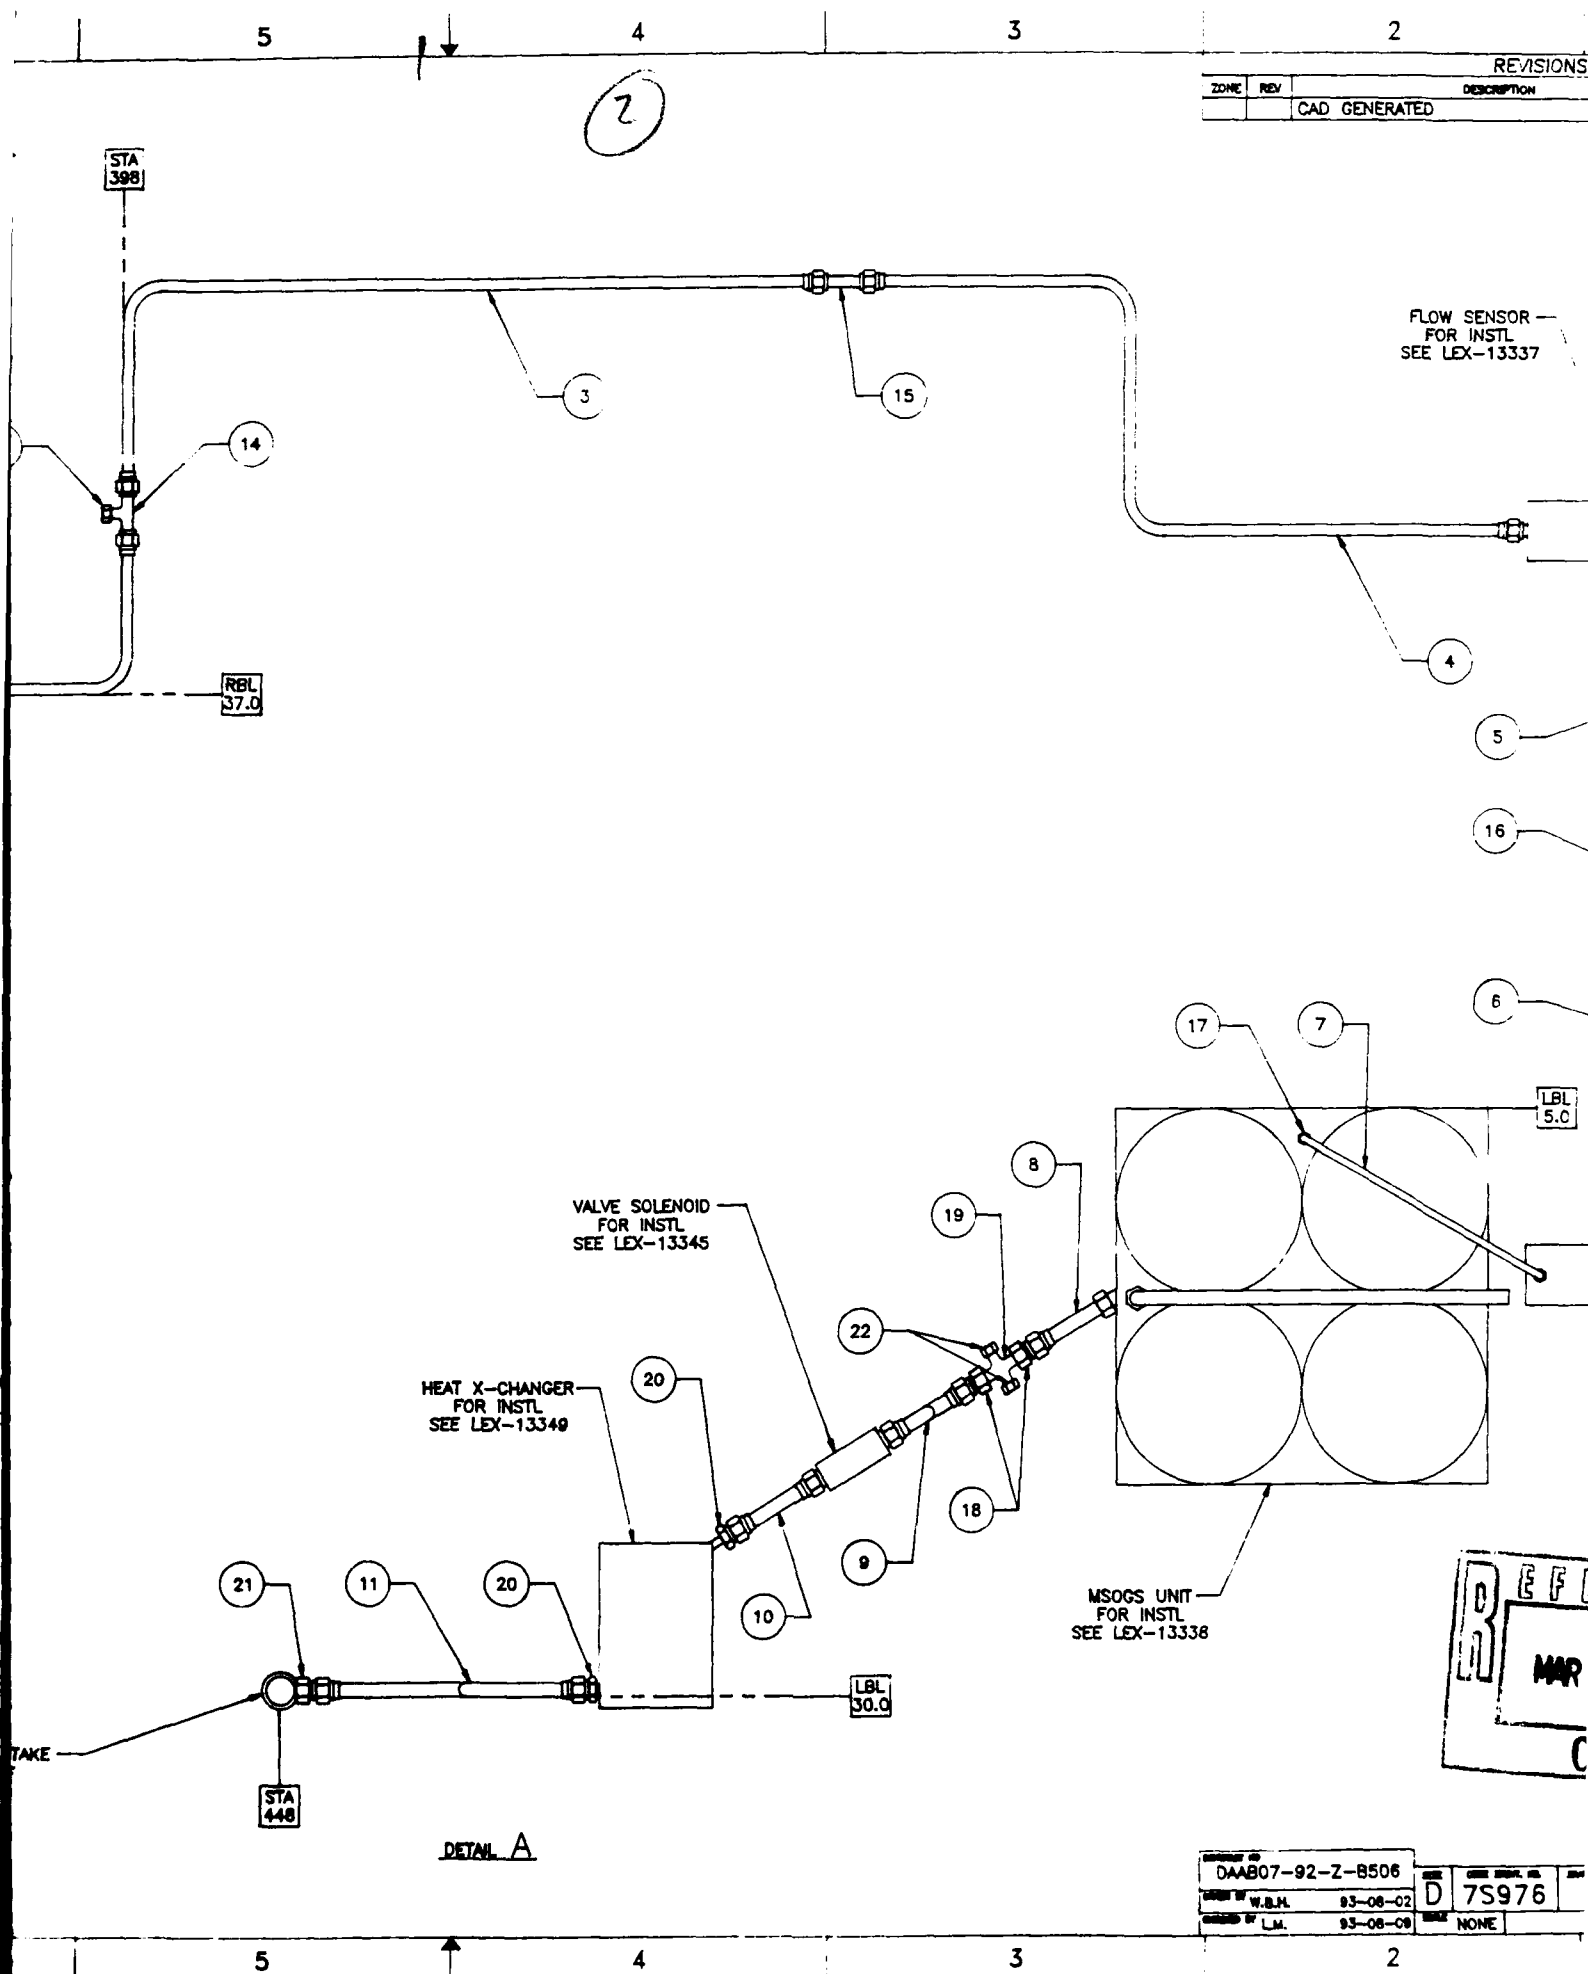 5 4 3 2
REVISIONS
ZONE REV DESCRIPTION
CAD GENERATED
2
STA
398
FLOW SENSOR
FOR INSTL
SEE LEX-13337
3
15
14
4
RBL
37.0
5
16
6
17
7
LBL
5.0
8
19
VALVE SOLENOID
FOR INSTL
SEE LEX-13345
22
20
HEAT X-CHANGER
FOR INSTL
SEE LEX-13349
18
9
21
11
20
10
MSOGS UNIT
FOR INSTL
SEE LEX-13338
MAR
LBL
30.0
TAKE
STA
448
DETAIL A
DAAB07-92-Z-B506
D 7S976
W.B.H. 93-08-02
L.M. 93-08-09
NONE
5 4 3 2